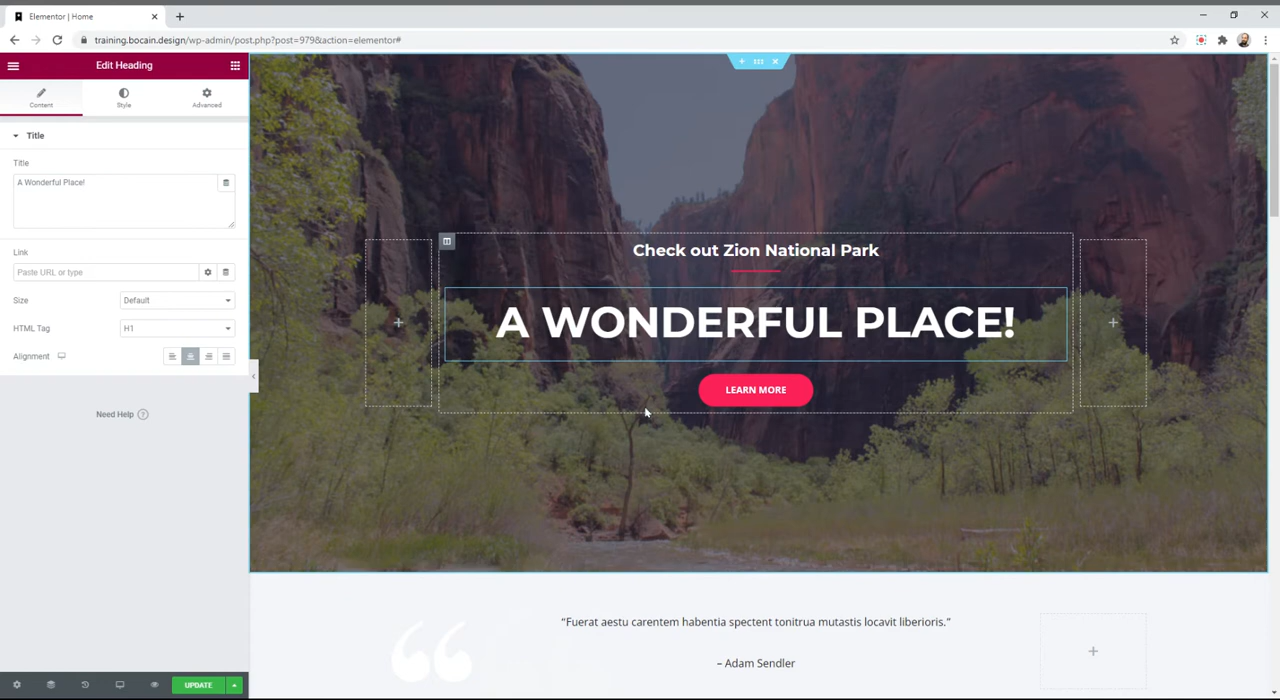 Elementor | Home
training.bocain.design/wp-admin/post.php?post=979&action=elementor#
Edit Heading
Content
Style
Advanced
Title
Title
A Wonderful Place!
Link
Paste URL or type
Size
Default
HTML Tag
H1
Alignment
Need Help
UPDATE
Check out Zion National Park
A WONDERFUL PLACE!
LEARN MORE
“Fuerat aestu carentem habentia spectent tonitrua mutastis locavit liberioris.”
– Adam Sendler